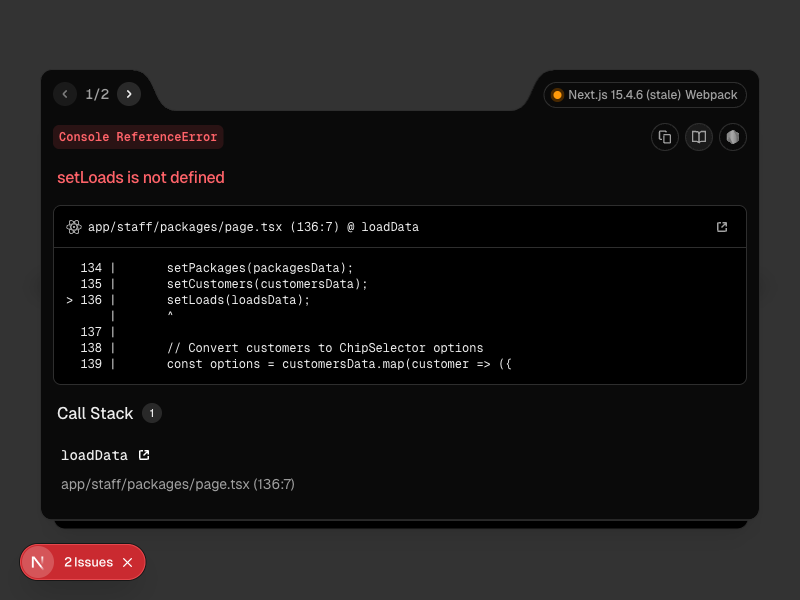 1/2
Next.js 15.4.6 (stale) Webpack
Console ReferenceError
setLoads is not defined
app/staff/packages/page.tsx (136:7) @ loadData
134 | setPackages(packagesData);
135 | setCustomers(customersData);
> 136 | setLoads(loadsData);
| ^
137 |
138 | // Convert customers to ChipSelector options
139 | const options = customersData.map(customer => ({
Call Stack 1
loadData
app/staff/packages/page.tsx (136:7)
N 2 Issues